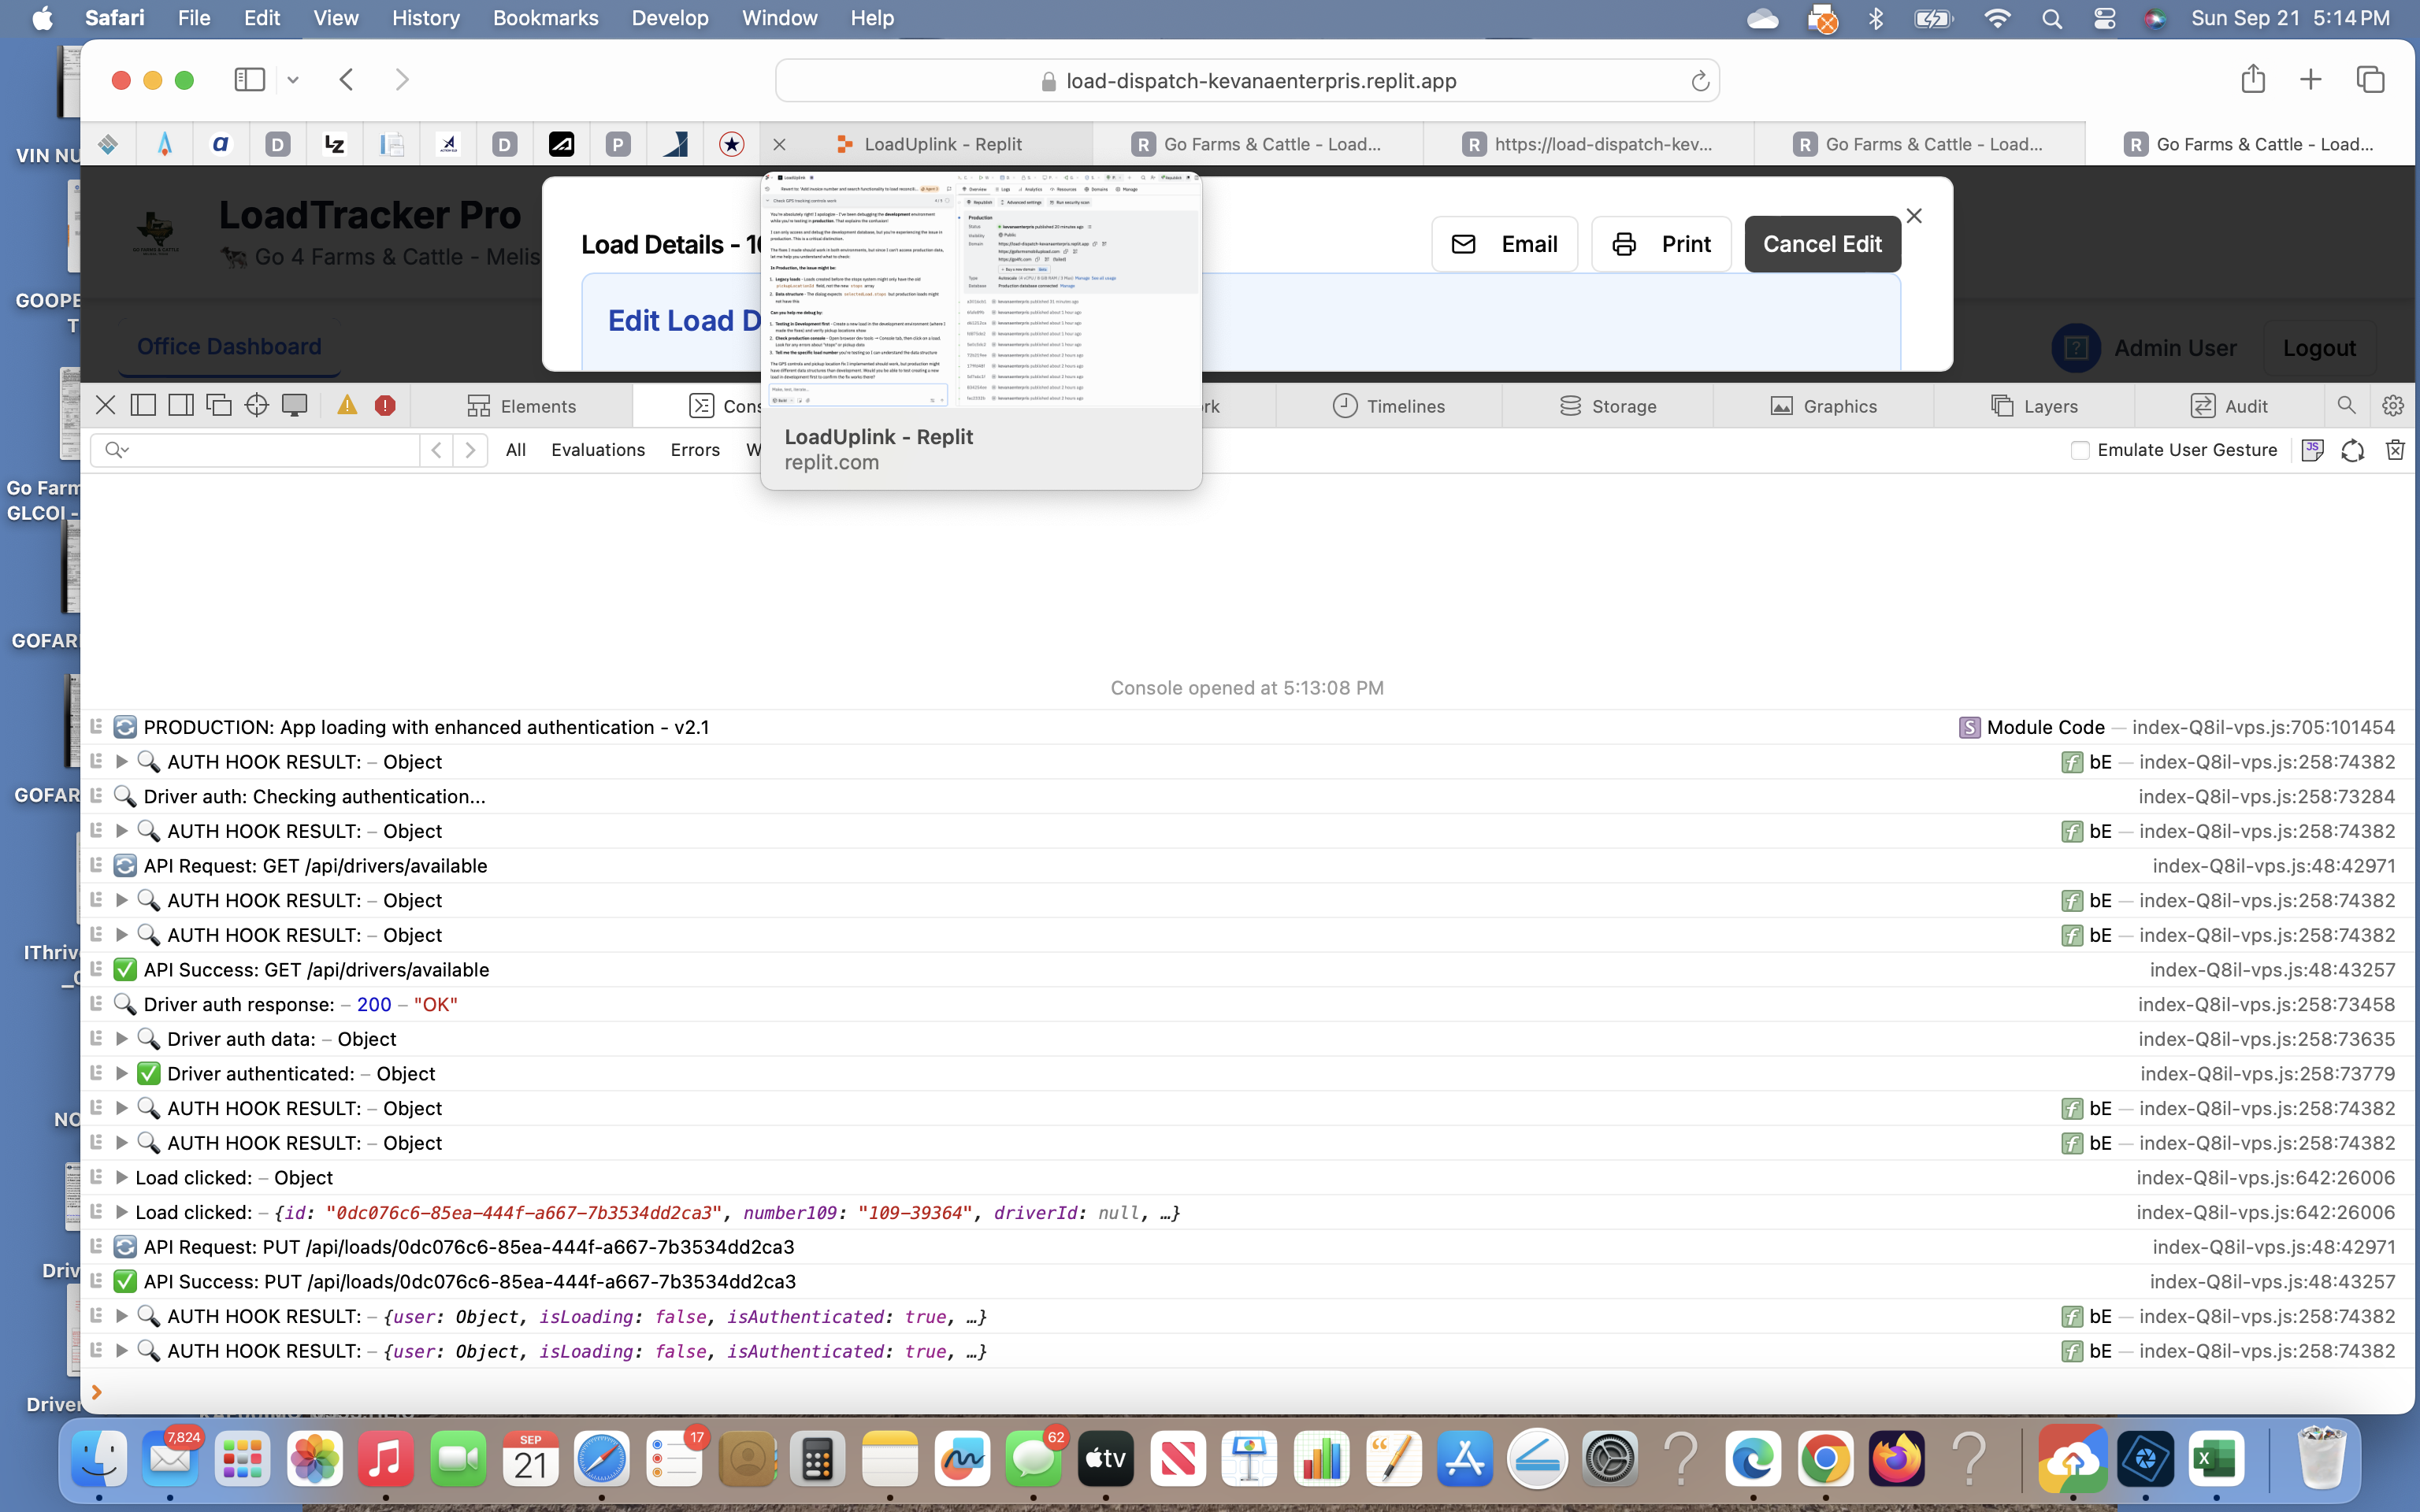 Safari File Edit View History Bookmarks Develop Window Help
Sun Sep 21 5:14 PM
load-dispatch-kevanaenterpris.replit.app
LoadUplink - Replit
Go Farms & Cattle - Load...
https://load-dispatch-kev...
Go Farms & Cattle - Load...
Go Farms & Cattle - Load...
LoadTracker Pro
Go 4 Farms & Cattle - Melis
Office Dashboard
Load Details - 1
Email
Print
Cancel Edit
Edit Load D
Admin User
Logout
LoadUplink - Replit
replit.com
Elements
Cons
rk
Timelines
Storage
Graphics
Layers
Audit
All
Evaluations
Errors
W
Emulate User Gesture
Console opened at 5:13:08 PM
PRODUCTION: App loading with enhanced authentication - v2.1 S Module Code — index-Q8il-vps.js:705:101454
AUTH HOOK RESULT: – Object f bE — index-Q8il-vps.js:258:74382
Driver auth: Checking authentication... index-Q8il-vps.js:258:73284
AUTH HOOK RESULT: – Object f bE — index-Q8il-vps.js:258:74382
API Request: GET /api/drivers/available index-Q8il-vps.js:48:42971
AUTH HOOK RESULT: – Object f bE — index-Q8il-vps.js:258:74382
AUTH HOOK RESULT: – Object f bE — index-Q8il-vps.js:258:74382
API Success: GET /api/drivers/available index-Q8il-vps.js:48:43257
Driver auth response: – 200 – "OK" index-Q8il-vps.js:258:73458
Driver auth data: – Object index-Q8il-vps.js:258:73635
Driver authenticated: – Object index-Q8il-vps.js:258:73779
AUTH HOOK RESULT: – Object f bE — index-Q8il-vps.js:258:74382
AUTH HOOK RESULT: – Object f bE — index-Q8il-vps.js:258:74382
Load clicked: – Object index-Q8il-vps.js:642:26006
Load clicked: – {id: "0dc076c6-85ea-444f-a667-7b3534dd2ca3", number109: "109-39364", driverId: null, …} index-Q8il-vps.js:642:26006
API Request: PUT /api/loads/0dc076c6-85ea-444f-a667-7b3534dd2ca3 index-Q8il-vps.js:48:42971
API Success: PUT /api/loads/0dc076c6-85ea-444f-a667-7b3534dd2ca3 index-Q8il-vps.js:48:43257
AUTH HOOK RESULT: – {user: Object, isLoading: false, isAuthenticated: true, …} f bE — index-Q8il-vps.js:258:74382
AUTH HOOK RESULT: – {user: Object, isLoading: false, isAuthenticated: true, …} f bE — index-Q8il-vps.js:258:74382
VIN NU
GOOPE
T
Go Farm
GLCOI -
GOFAR
GOFAR
IThriv
NO
Driv
Driver
7,824
SEP
21
17
62
tv